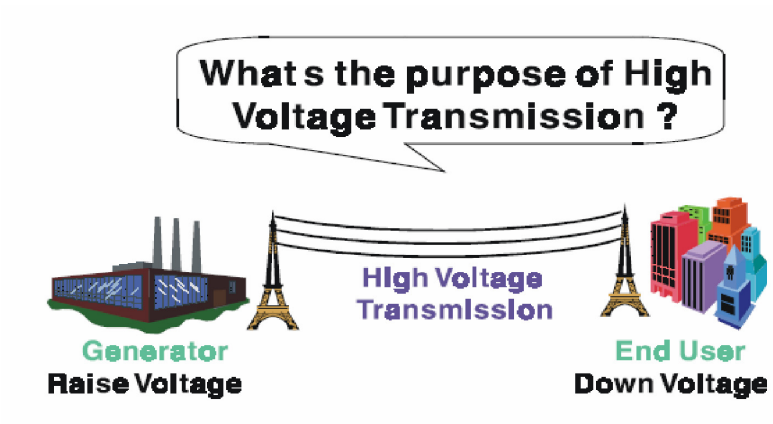 What s the purpose of High
Voltage Transmission ?
High Voltage
Transmission
Generator
Raise Voltage
End User
Down Voltage